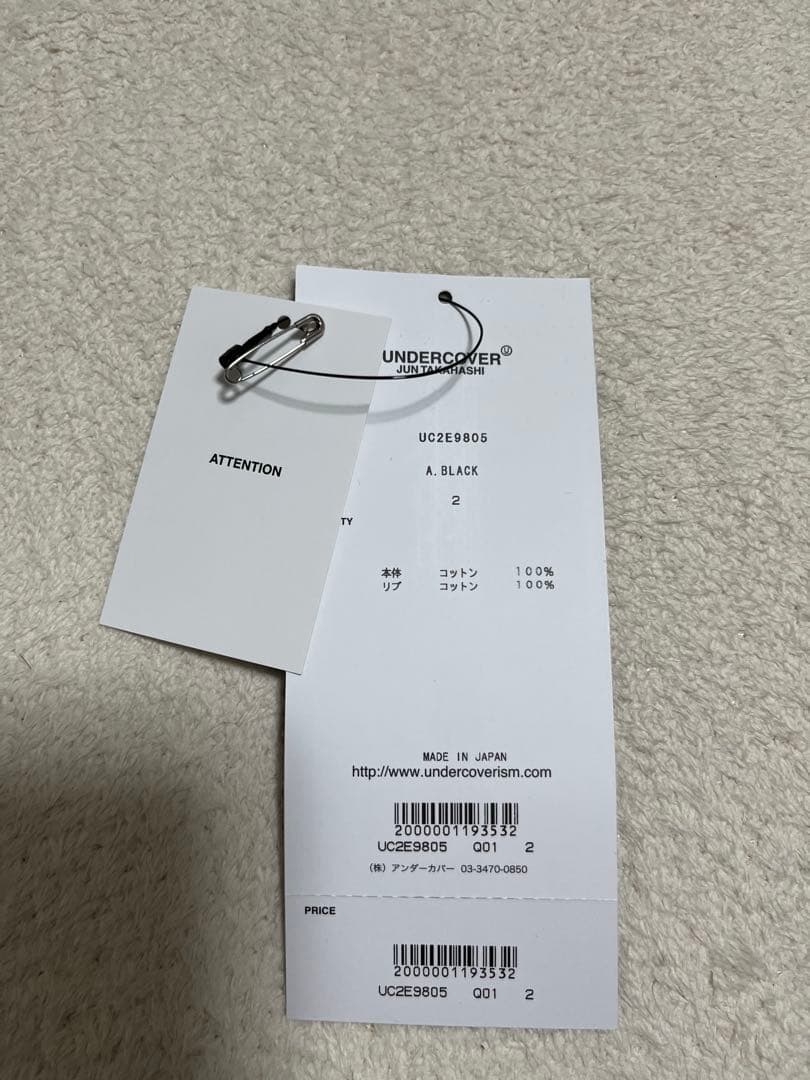 ATTENTION
UNDERCOVER Ⓤ
JUN TAKAHASHI
UC2E9805
A. BLACK
2
TY
本体 コットン 100%
リブ コットン 100%
MADE IN JAPAN
http://www.undercoverism.com
2000001193532
UC2E9805 Q01 2
(株) アンダーカバー 03-3470-0850
PRICE
2000001193532
UC2E9805 Q01 2